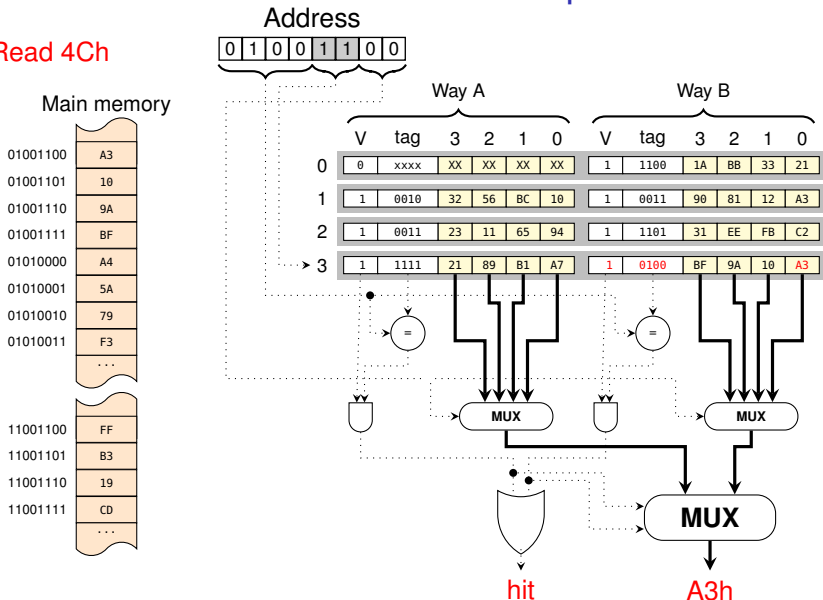 Address
Read 4Ch
0 1 0 0 1 1 0 0
Main memory
Way A Way B
V tag 3 2 1 0 V tag 3 2 1 0
0 0 xxxx XX XX XX XX 1 1100 1A BB 33 21
1 1 0010 32 56 BC 10 1 0011 90 81 12 A3
2 1 0011 23 11 65 94 1 1101 31 EE FB C2
3 1 1111 21 89 B1 A7 1 0100 BF 9A 10 A3
01001100 A3
01001101 10
01001110 9A
01001111 BF
01010000 A4
01010001 5A
01010010 79
01010011 F3
...
= =
11001100 FF
11001101 B3
11001110 19
11001111 CD
...
MUX MUX
MUX
hit A3h